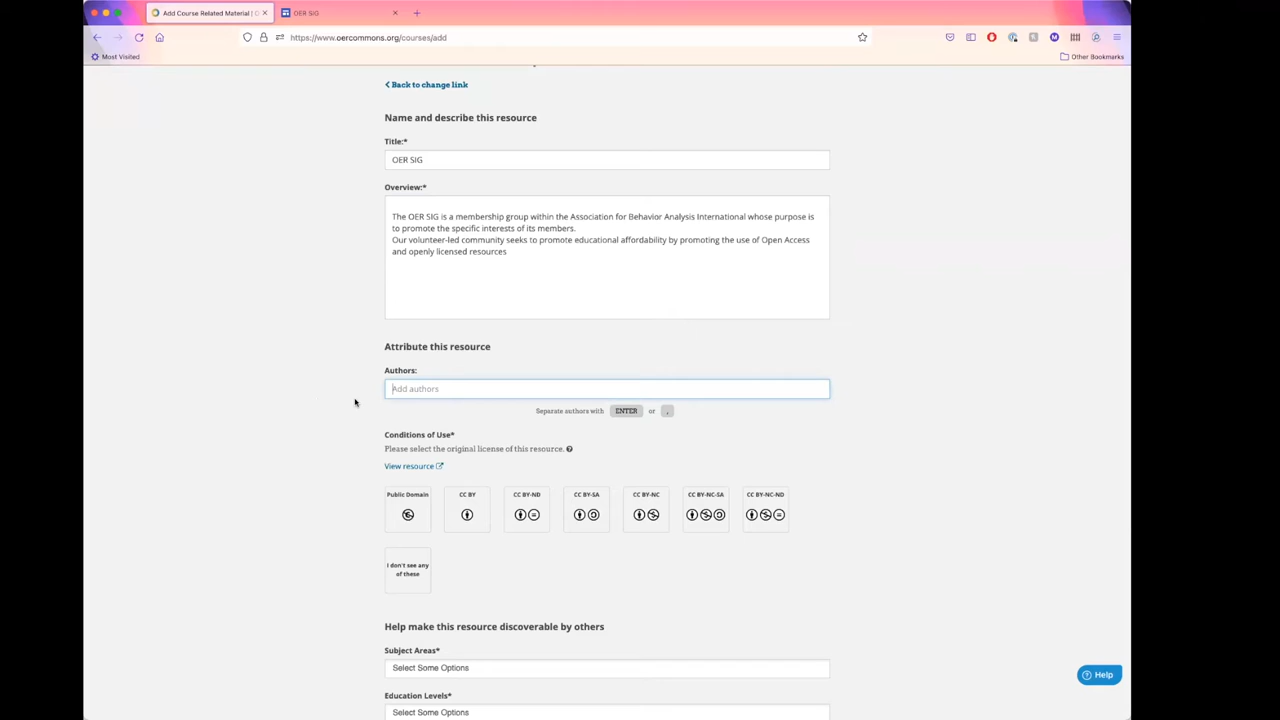 Add Course Related Material | O
OER SIG
https://www.oercommons.org/courses/add
Most Visited
Other Bookmarks
Back to change link
Name and describe this resource
Title:*
OER SIG
Overview:*
The OER SIG is a membership group within the Association for Behavior Analysis International whose purpose is
to promote the specific interests of its members.
Our volunteer-led community seeks to promote educational affordability by promoting the use of Open Access
and openly licensed resources
Attribute this resource
Authors:
Add authors
Separate authors with ENTER or ,
Conditions of Use*
Please select the original license of this resource.
View resource
Public Domain CC BY CC BY-ND CC BY-SA CC BY-NC CC BY-NC-SA CC BY-NC-ND
I don't see any
of these
Help make this resource discoverable by others
Subject Areas*
Select Some Options
Help
Education Levels*
Select Some Options